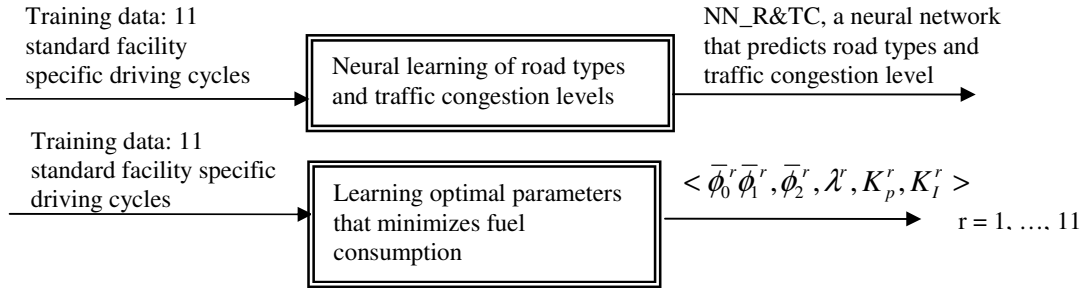 Training data: 11
standard facility
specific driving cycles
Neural learning of road types
and traffic congestion levels
NN_R&TC, a neural network
that predicts road types and
traffic congestion level
Training data: 11
standard facility specific
driving cycles
Learning optimal parameters
that minimizes fuel
consumption
< ϕ̅₀ʳ ϕ̅₁ʳ, ϕ̅₂ʳ, λʳ, Kₚʳ, K_Iʳ >
r = 1, …, 11